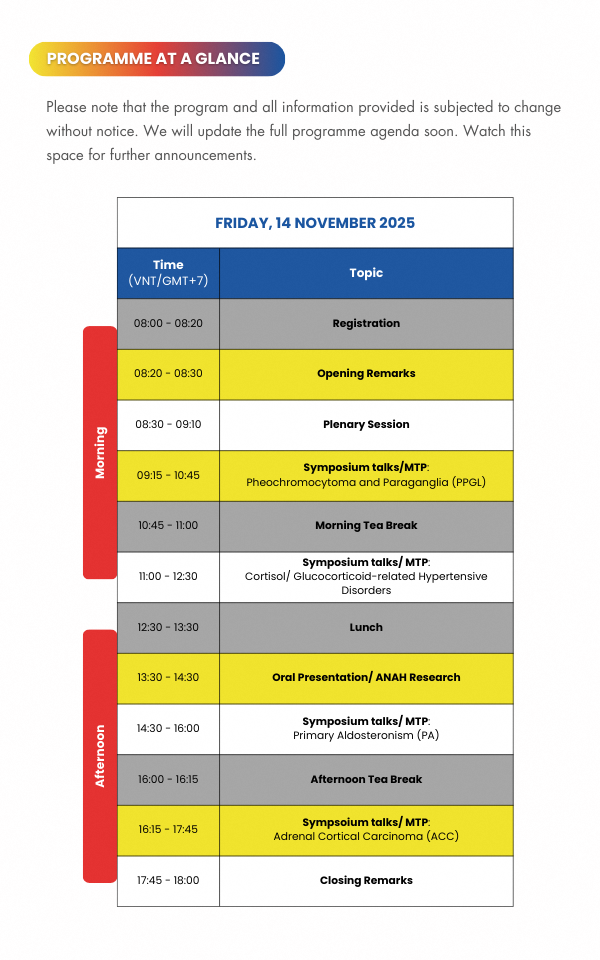 PROGRAMME AT A GLANCE
Please note that the program and all information provided is subjected to change
without notice. We will update the full programme agenda soon. Watch this
space for further announcements.
FRIDAY, 14 NOVEMBER 2025
Time
(VNT/GMT+7)
Topic
Morning
08:00 - 08:20
Registration
08:20 - 08:30
Opening Remarks
08:30 - 09:10
Plenary Session
09:15 - 10:45
Symposium talks/MTP:
Pheochromocytoma and Paraganglia (PPGL)
10:45 - 11:00
Morning Tea Break
11:00 - 12:30
Symposium talks/ MTP:
Cortisol/ Glucocorticoid-related Hypertensive
Disorders
Afternoon
12:30 - 13:30
Lunch
13:30 - 14:30
Oral Presentation/ ANAH Research
14:30 - 16:00
Symposium talks/ MTP:
Primary Aldosteronism (PA)
16:00 - 16:15
Afternoon Tea Break
16:15 - 17:45
Sympsoium talks/ MTP:
Adrenal Cortical Carcinoma (ACC)
17:45 - 18:00
Closing Remarks